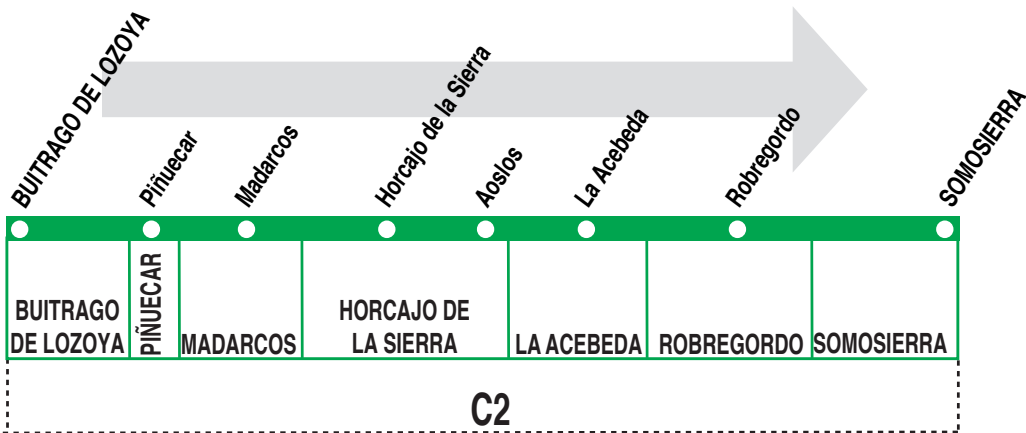 BUITRAGO DE LOZOYA
Piñuecar
Madarcos
Horcajo de la Sierra
Aoslos
La Acebeda
Robregordo
SOMOSIERRA
BUITRAGO
DE LOZOYA
PIÑUECAR
MADARCOS
HORCAJO DE
LA SIERRA
LA ACEBEDA
ROBREGORDO
SOMOSIERRA
C2